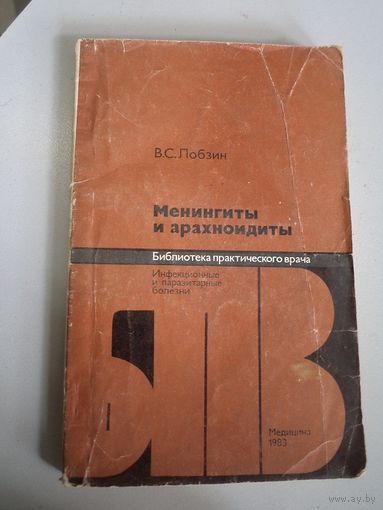 В.С. Лобзин
Менингиты
и арахноидиты
Библиотека практического врача
Инфекционные
и паразитарные
болезни
БПВ
Медицина
1983
www.ay.by